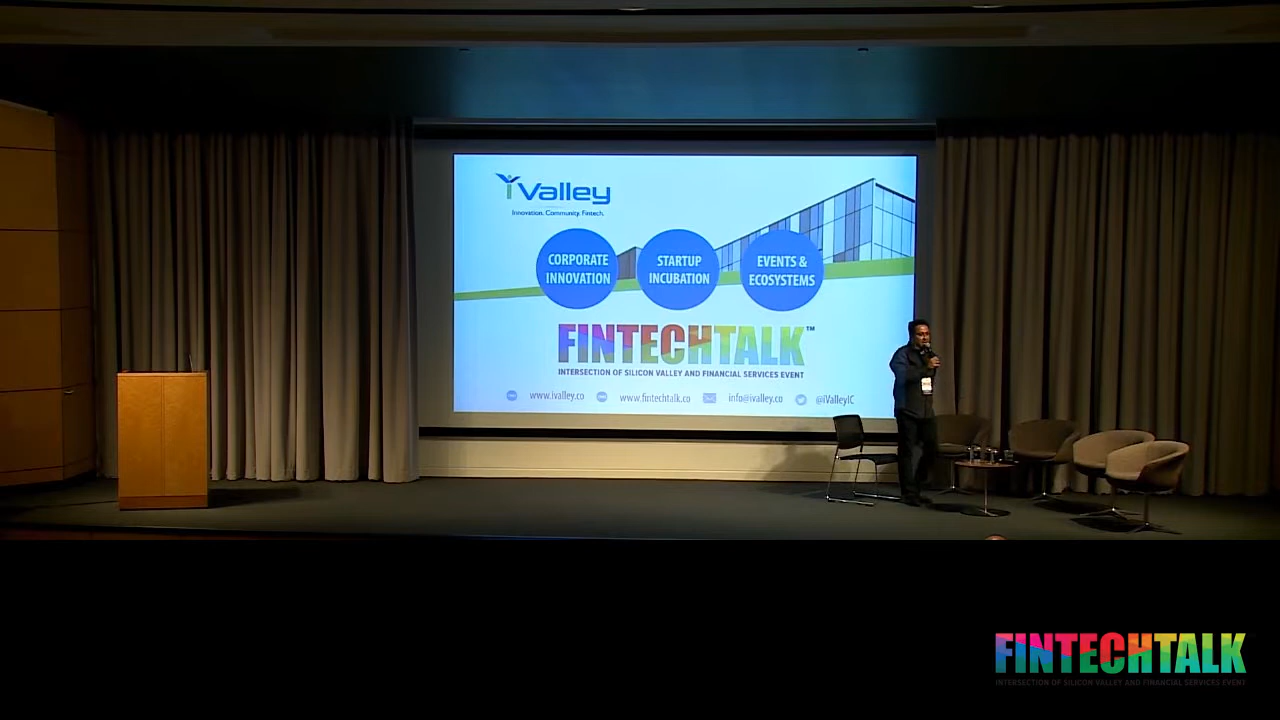 iValley
Innovation. Community. Fintech.
CORPORATE
INNOVATION
STARTUP
INCUBATION
EVENTS &
ECOSYSTEMS
FINTECHTALK™
INTERSECTION OF SILICON VALLEY AND FINANCIAL SERVICES EVENT
www.ivalley.co
www.fintechtalk.co
info@ivalley.co
@iValleyIC
FINTECHTALK
INTERSECTION OF SILICON VALLEY AND FINANCIAL SERVICES EVENT